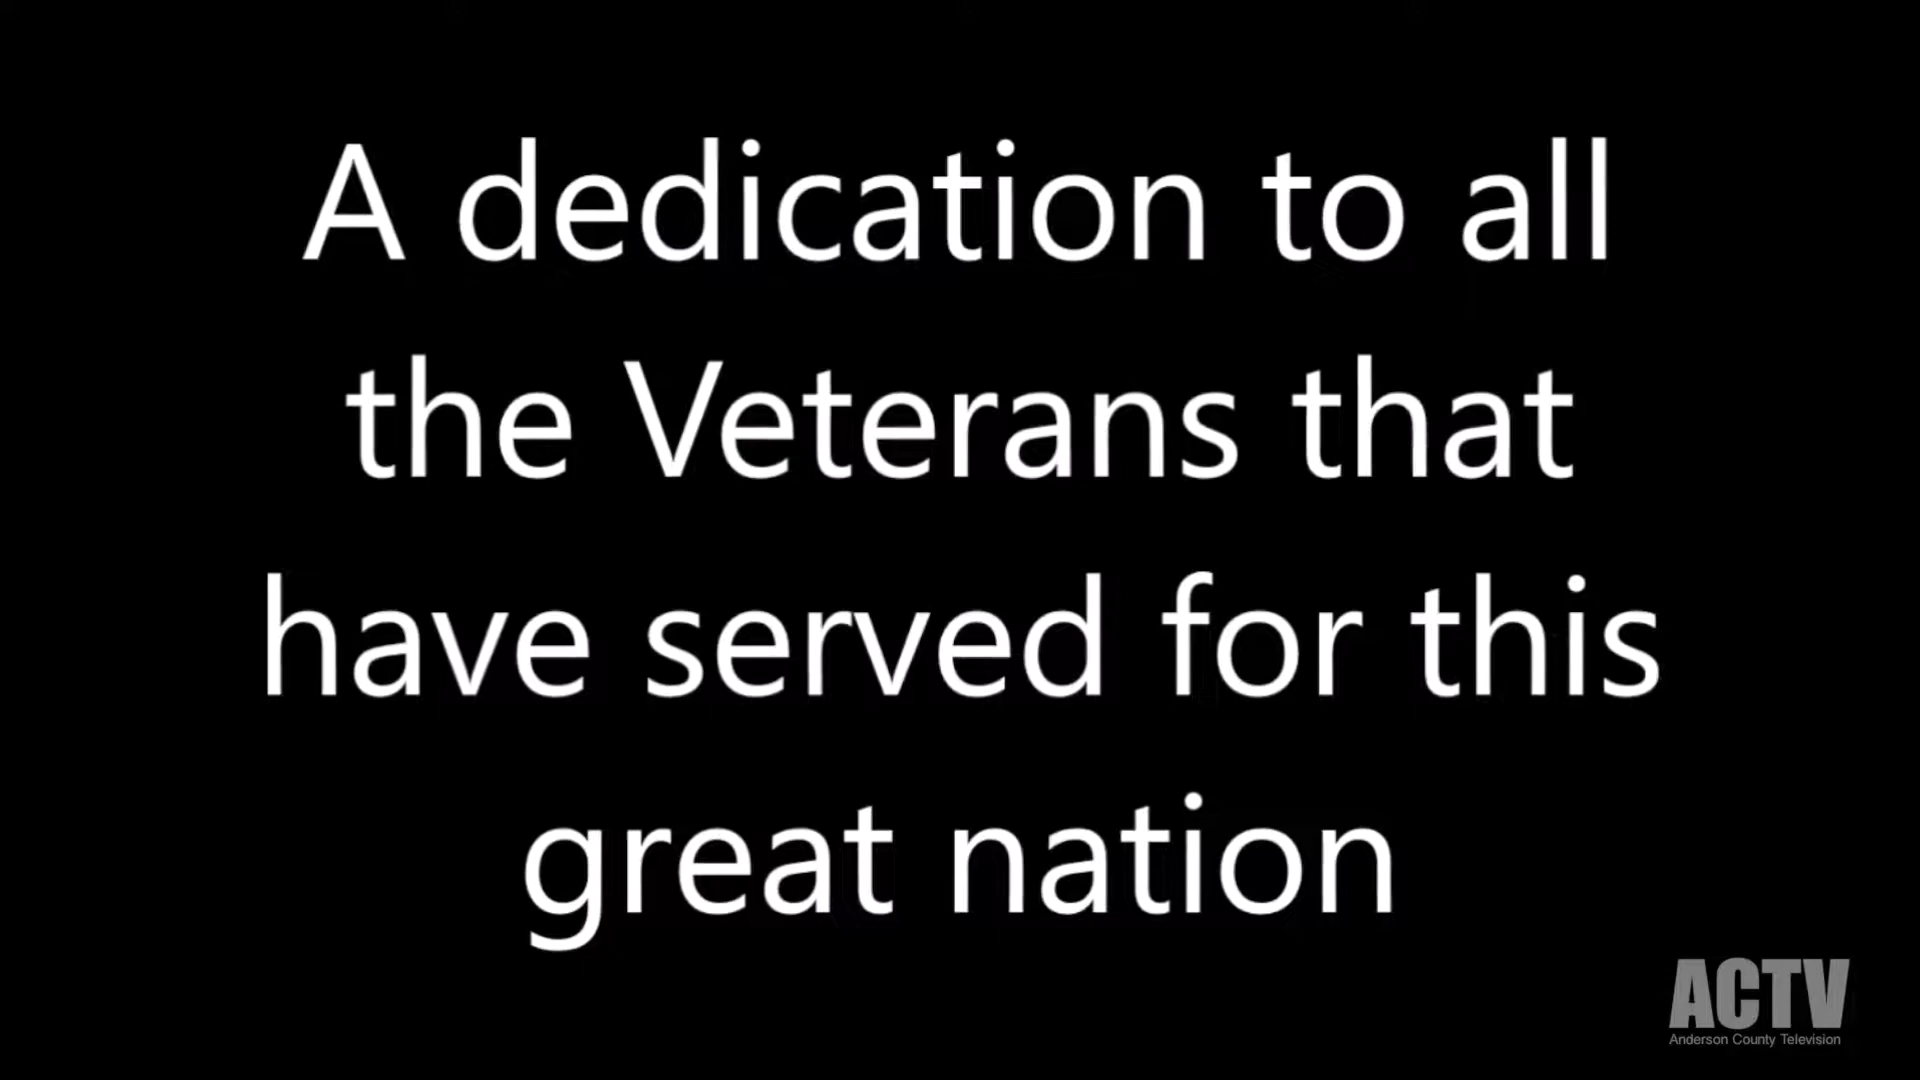 A dedication to all
the Veterans that
have served for this
great nation
ACTV
Anderson County Television